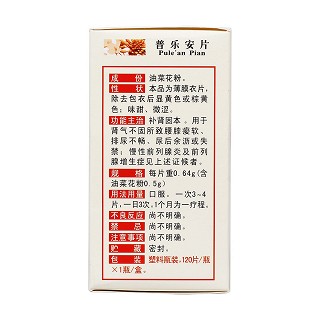 普乐安片
Pule'an Pian
成份 油菜花粉。
性状 本品为薄膜衣片,
除去包衣后显黄色或棕黄
色;味甜、微涩。
功能主治 补肾固本。用于
肾气不固所致腰膝痠软、
排尿不畅、尿后余沥或失
禁;慢性前列腺炎及前列
腺增生症见上述证候者。
规格 每片重0.64g(含
油菜花粉0.5g)
用法用量 口服。一次3~4
片,一日3次。1个月为一疗程。
不良反应 尚不明确。
禁忌 尚不明确。
注意事项 尚不明确。
贮藏 密封。
包装 塑料瓶装,120片/瓶
×1瓶/盒。